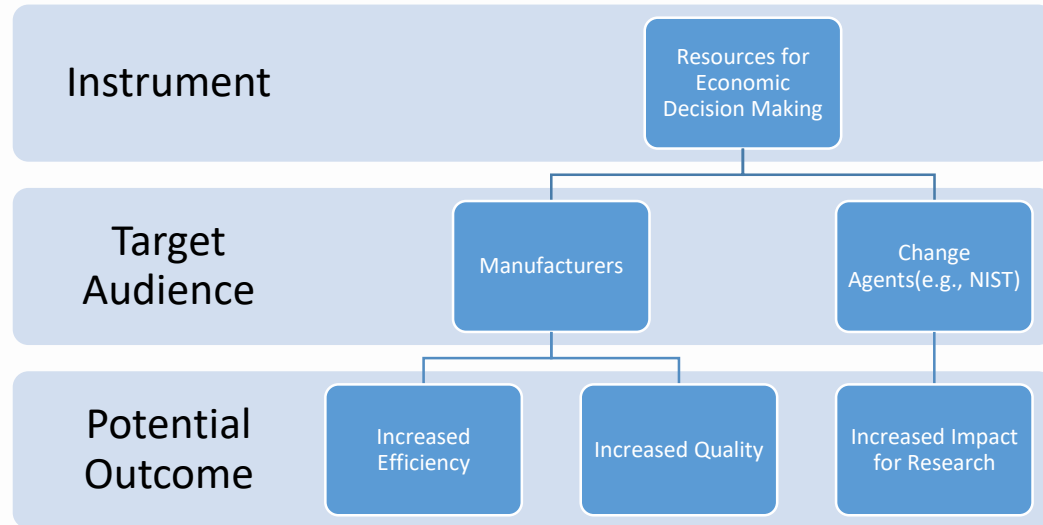 Instrument
Resources for
Economic
Decision Making
Target
Audience
Manufacturers
Change
Agents(e.g., NIST)
Potential
Outcome
Increased
Efficiency
Increased Quality
Increased Impact
for Research